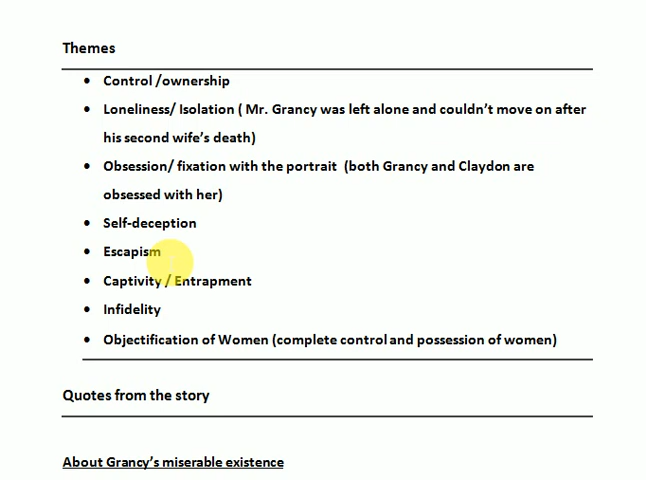 Themes
• Control /ownership
• Loneliness/ Isolation ( Mr. Grancy was left alone and couldn’t move on after
his second wife’s death)
• Obsession/ fixation with the portrait  (both Grancy and Claydon are
obsessed with her)
• Self-deception
• Escapism
• Captivity / Entrapment
• Infidelity
• Objectification of Women (complete control and possession of women)
Quotes from the story
About Grancy’s miserable existence